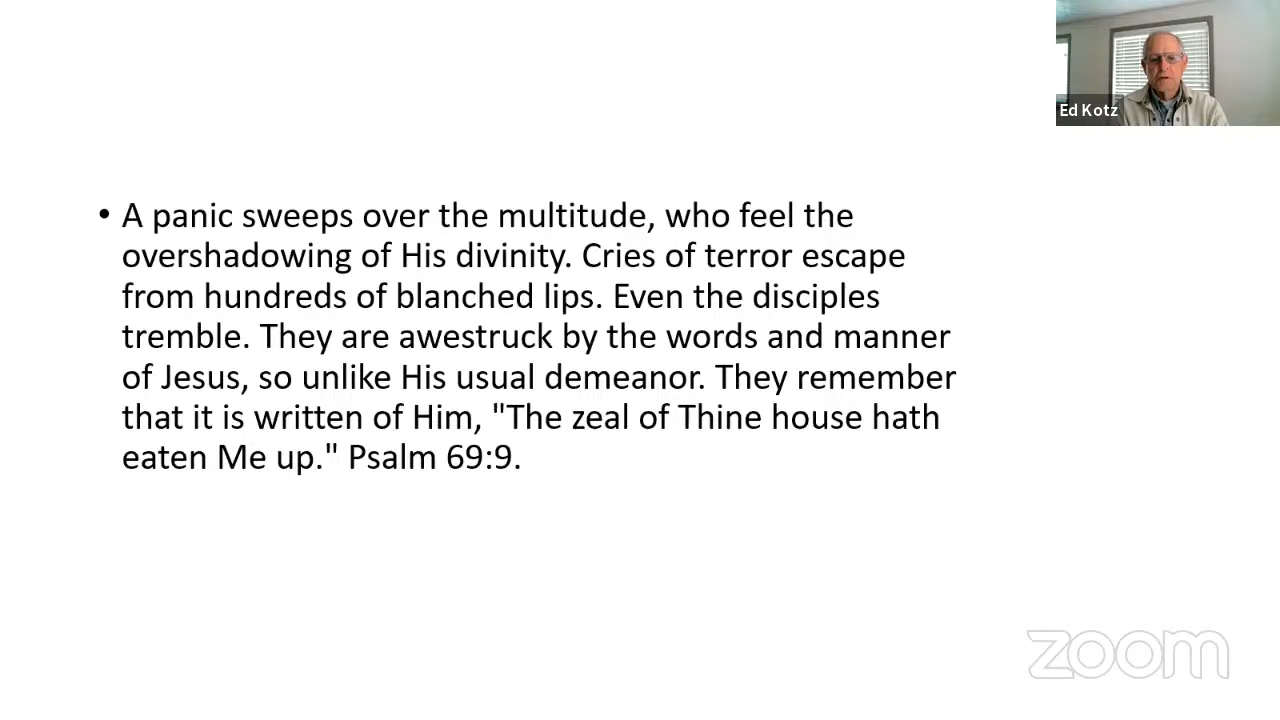 Ed Kotz
• A panic sweeps over the multitude, who feel the
overshadowing of His divinity. Cries of terror escape
from hundreds of blanched lips. Even the disciples
tremble. They are awestruck by the words and manner
of Jesus, so unlike His usual demeanor. They remember
that it is written of Him, "The zeal of Thine house hath
eaten Me up." Psalm 69:9.
zoom